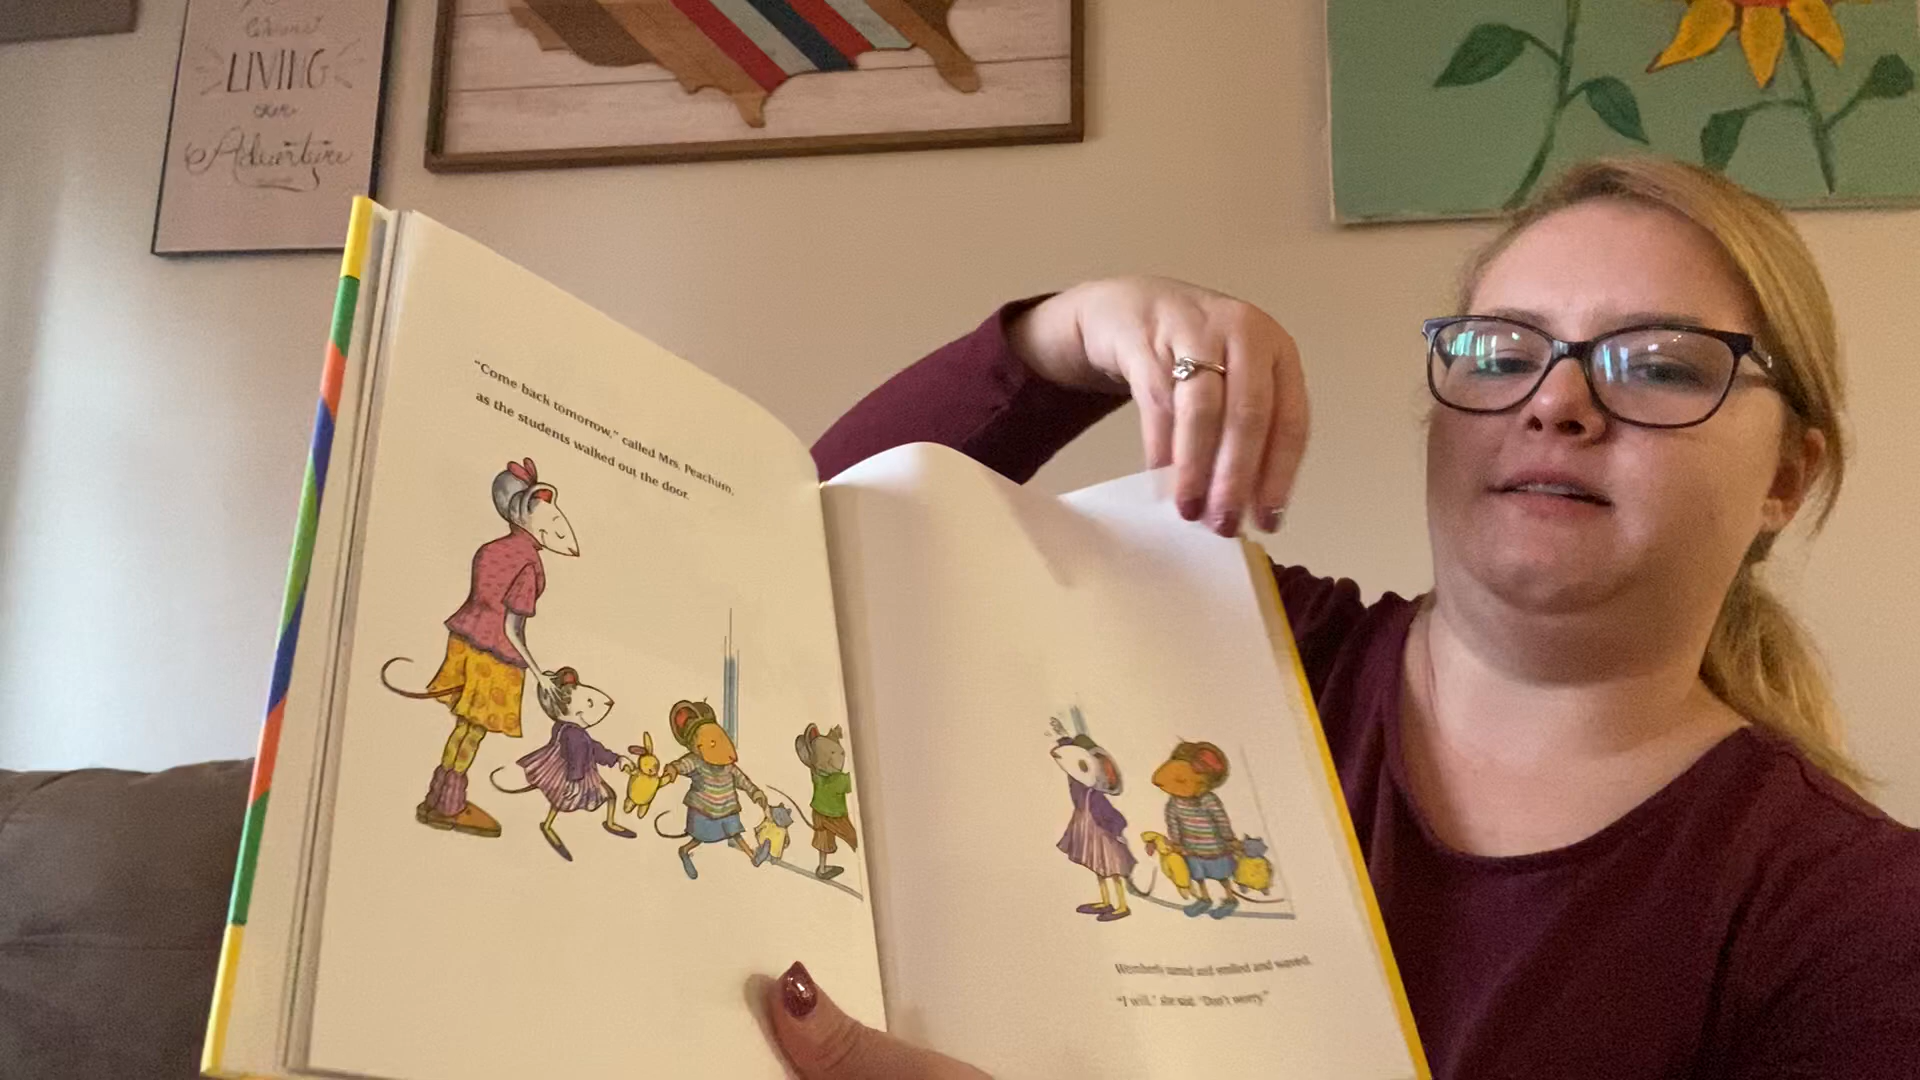 LIVING
our
Adventure
"Come back tomorrow," called Mrs. Peachum,
as the students walked out the door.
Wemberly turned and smiled and waved.
"I will," she said. "Don't worry."